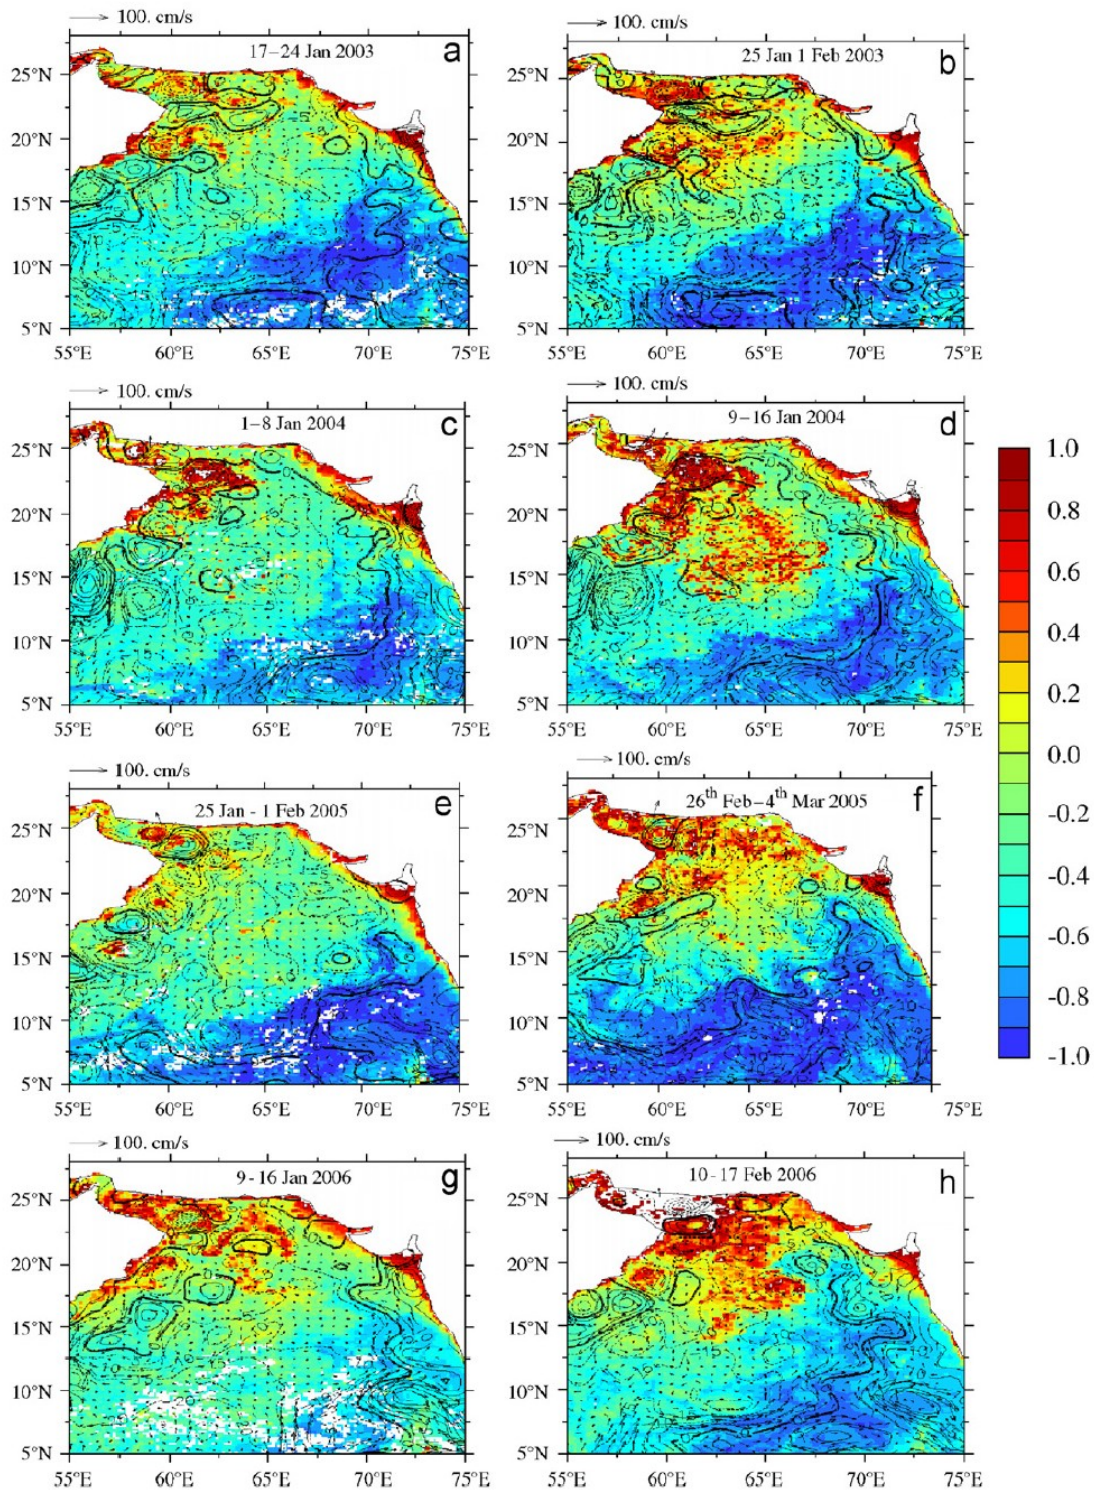 100. cm/s
17–24 Jan 2003
a
25°N
20°N
15°N
10°N
5°N
55°E 60°E 65°E 70°E 75°E
100. cm/s
25 Jan 1 Feb 2003
b
25°N
20°N
15°N
10°N
5°N
55°E 60°E 65°E 70°E 75°E
100. cm/s
1–8 Jan 2004
c
25°N
20°N
15°N
10°N
5°N
55°E 60°E 65°E 70°E 75°E
100. cm/s
9–16 Jan 2004
d
25°N
20°N
15°N
10°N
5°N
55°E 60°E 65°E 70°E 75°E
1.0
0.8
0.6
0.4
0.2
0.0
-0.2
-0.4
-0.6
-0.8
-1.0
100. cm/s
25 Jan - 1 Feb 2005
e
25°N
20°N
15°N
10°N
5°N
55°E 60°E 65°E 70°E 75°E
100. cm/s
26th Feb–4th Mar 2005
f
25°N
20°N
15°N
10°N
5°N
55°E 60°E 65°E 70°E 75°E
100. cm/s
9-16 Jan 2006
g
25°N
20°N
15°N
10°N
5°N
55°E 60°E 65°E 70°E 75°E
100. cm/s
10–17 Feb 2006
h
25°N
20°N
15°N
10°N
5°N
55°E 60°E 65°E 70°E 75°E